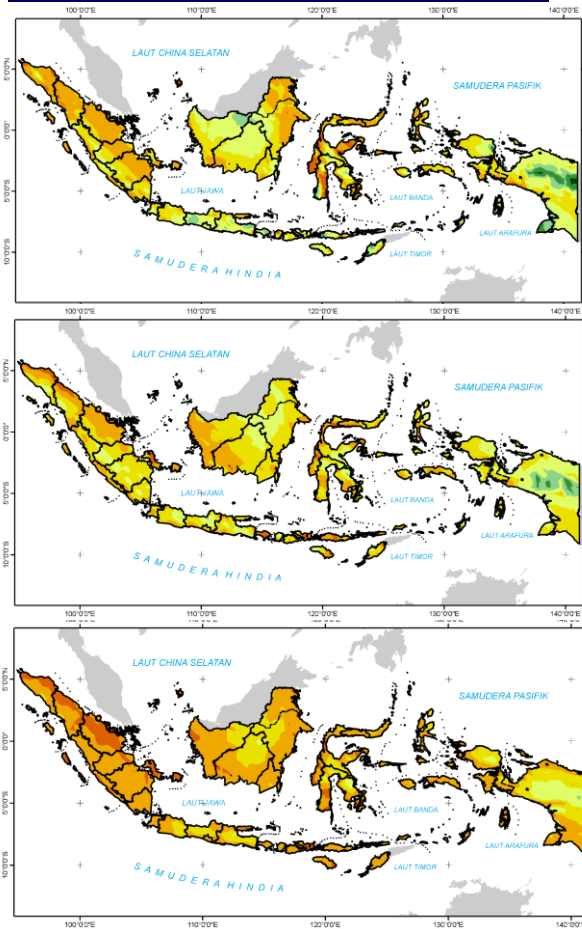 100°0'0"E 110°0'0"E 120°0'0"E 130°0'0"E 140°0'0"E
LAUT CHINA SELATAN
SAMUDERA PASIFIK
5°0'0"N
0°0'0"
5°0'0"S
10°0'0"S
LAUT JAWA
LAUT BANDA
LAUT ARAFURA
LAUT TIMOR
SAMUDERA HINDIA
100°0'0"E 110°0'0"E 120°0'0"E 130°0'0"E 140°0'0"E
LAUT CHINA SELATAN
SAMUDERA PASIFIK
5°0'0"N
0°0'0"
5°0'0"S
10°0'0"S
LAUT JAWA
LAUT BANDA
LAUT ARAFURA
LAUT TIMOR
SAMUDERA HINDIA
100°0'0"E 110°0'0"E 120°0'0"E 130°0'0"E 140°0'0"E
LAUT CHINA SELATAN
SAMUDERA PASIFIK
5°0'0"N
0°0'0"
5°0'0"S
10°0'0"S
LAUT JAWA
LAUT BANDA
LAUT ARAFURA
LAUT TIMOR
SAMUDERA HINDIA
100°0'0"E 110°0'0"E 120°0'0"E 130°0'0"E 140°0'0"E